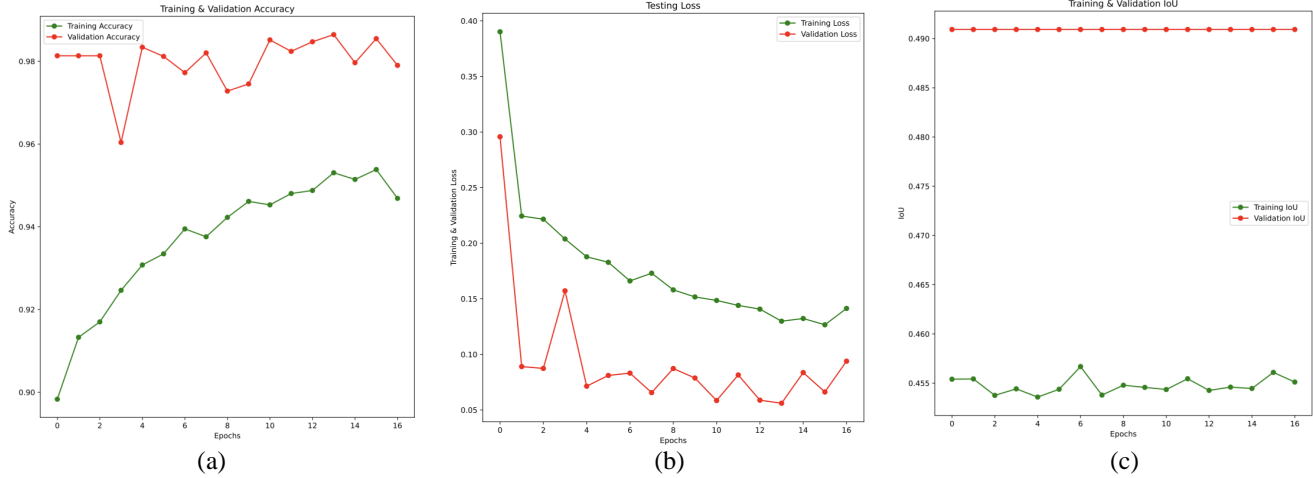 Training & Validation Accuracy
Training Accuracy
Validation Accuracy
0.98
0.96
0.94
0.92
0.90
Accuracy
0 2 4 6 8 10 12 14 16
Epochs
(a)
Testing Loss
Training Loss
Validation Loss
0.40
0.35
0.30
0.25
0.20
0.15
0.10
0.05
Training & Validation Loss
0 2 4 6 8 10 12 14 16
Epochs
(b)
Training & Validation IoU
Training IoU
Validation IoU
0.490
0.485
0.480
0.475
0.470
0.465
0.460
0.455
IoU
0 2 4 6 8 10 12 14 16
Epochs
(c)